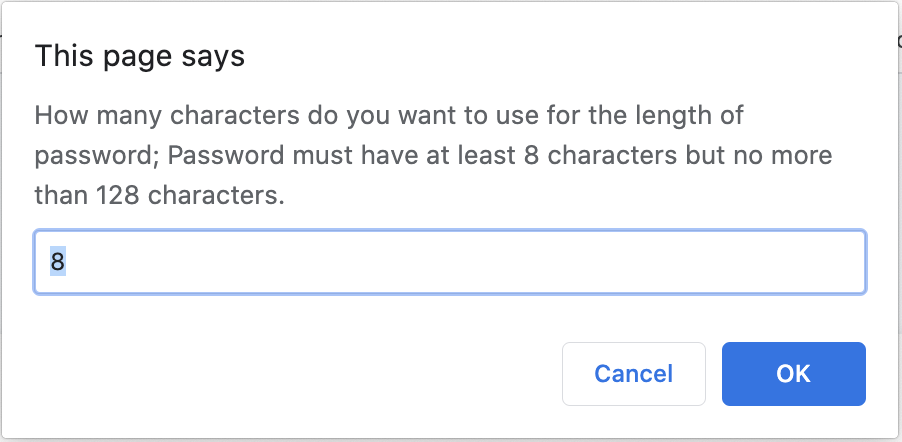 This page says
How many characters do you want to use for the length of
password; Password must have at least 8 characters but no more
than 128 characters.
8
Cancel
OK